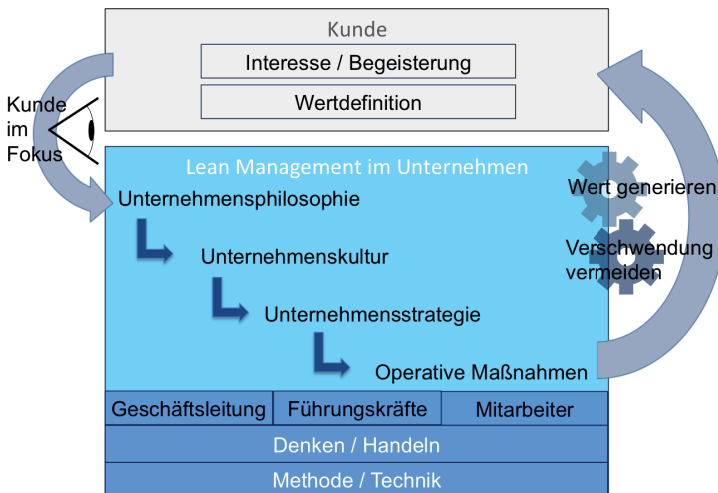 Kunde
Interesse / Begeisterung
Wertdefinition
Kunde
im
Fokus
Lean Management im Unternehmen
Unternehmensphilosophie
Wert generieren
Verschwendung
vermeiden
Unternehmenskultur
Unternehmensstrategie
Operative Maßnahmen
Geschäftsleitung
Führungskräfte
Mitarbeiter
Denken / Handeln
Methode / Technik